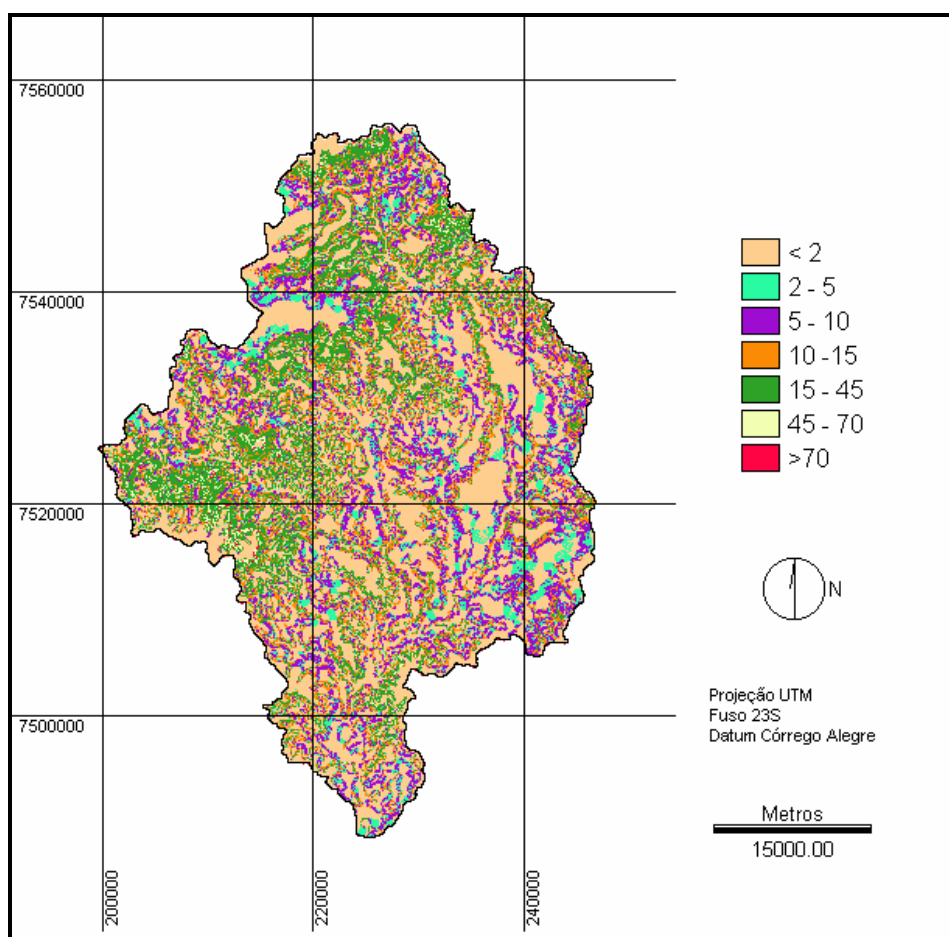 7560000
7540000
7520000
7500000
200000
220000
240000
< 2
2 - 5
5 - 10
10 -15
15 - 45
45 - 70
>70
N
Projeção UTM
Fuso 23S
Datum Córrego Alegre
Metros
15000.00